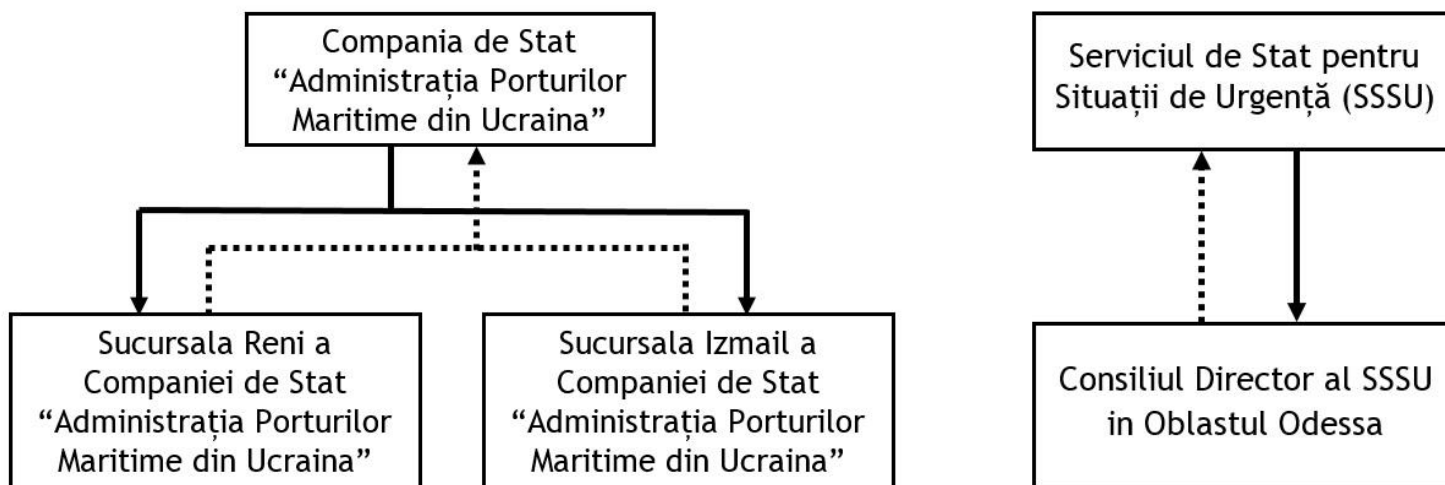 Compania de Stat
“Administrația Porturilor
Maritime din Ucraina”
Serviciul de Stat pentru
Situații de Urgență (SSSU)
Sucursala Reni a
Companiei de Stat
“Administrația Porturilor
Maritime din Ucraina”
Sucursala Izmail a
Companiei de Stat
“Administrația Porturilor
Maritime din Ucraina”
Consiliul Director al SSSU
in Oblastul Odessa